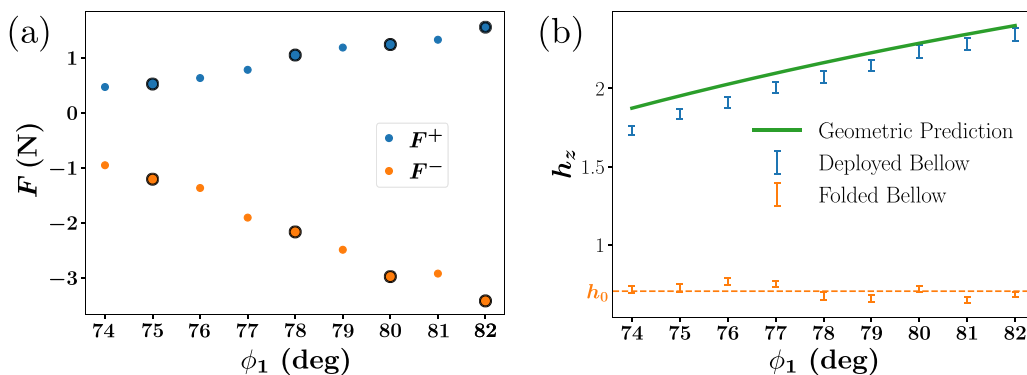 (a)
F (N)
1
0
−1
−2
−3
F⁺
F⁻
74 75 76 77 78 79 80 81 82
ϕ₁ (deg)
(b)
h_z
2
1.5
1
h₀
Geometric Prediction
Deployed Bellow
Folded Bellow
74 75 76 77 78 79 80 81 82
ϕ₁ (deg)